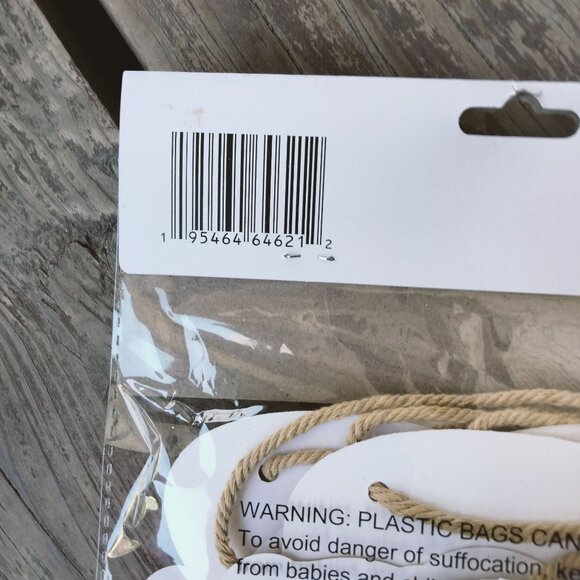 1 95464 64621 2
WARNING: PLASTIC BAGS CAN
To avoid danger of suffocation, ke
from babies and